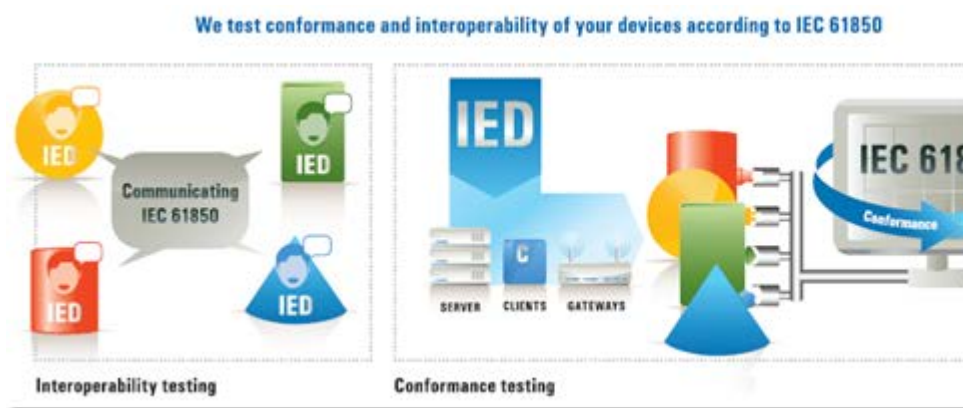 We test conformance and interoperability of your devices according to IEC 61850
IED
IED
Communicating
IEC 61850
IED
IED
Interoperability testing
IED
C
SERVER
CLIENTS
GATEWAYS
IEC 618
Conformance
Conformance testing